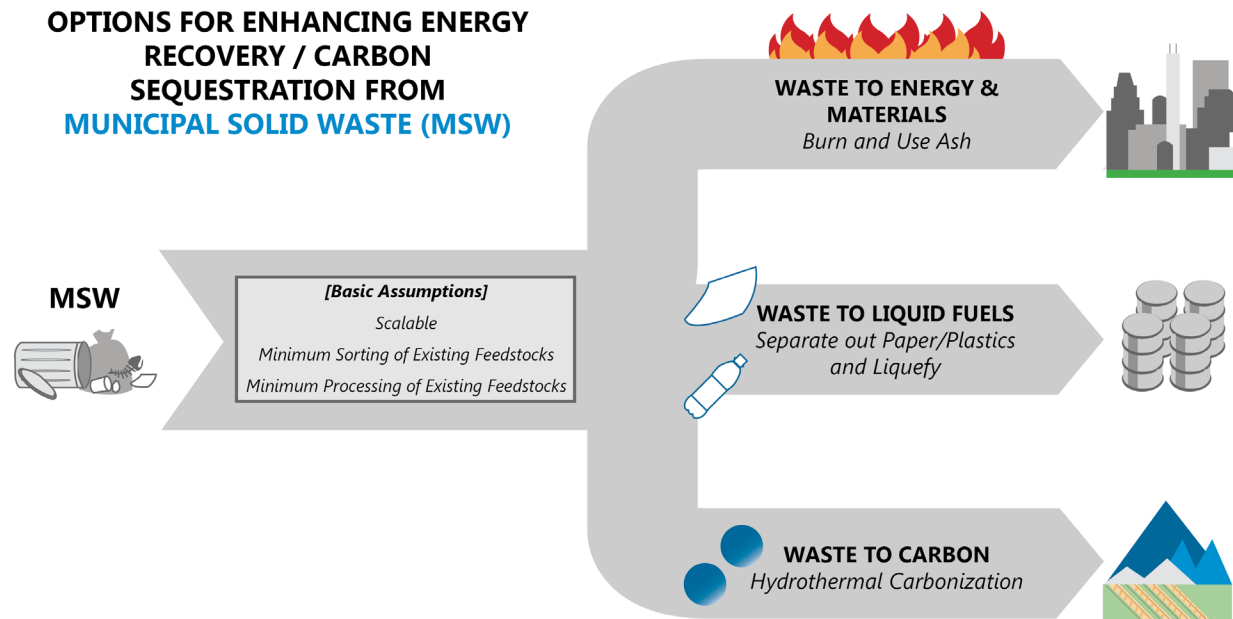 OPTIONS FOR ENHANCING ENERGY
RECOVERY / CARBON
SEQUESTRATION FROM
MUNICIPAL SOLID WASTE (MSW)
MSW
[Basic Assumptions]
Scalable
Minimum Sorting of Existing Feedstocks
Minimum Processing of Existing Feedstocks
WASTE TO ENERGY &
MATERIALS
Burn and Use Ash
WASTE TO LIQUID FUELS
Separate out Paper/Plastics
and Liquefy
WASTE TO CARBON
Hydrothermal Carbonization